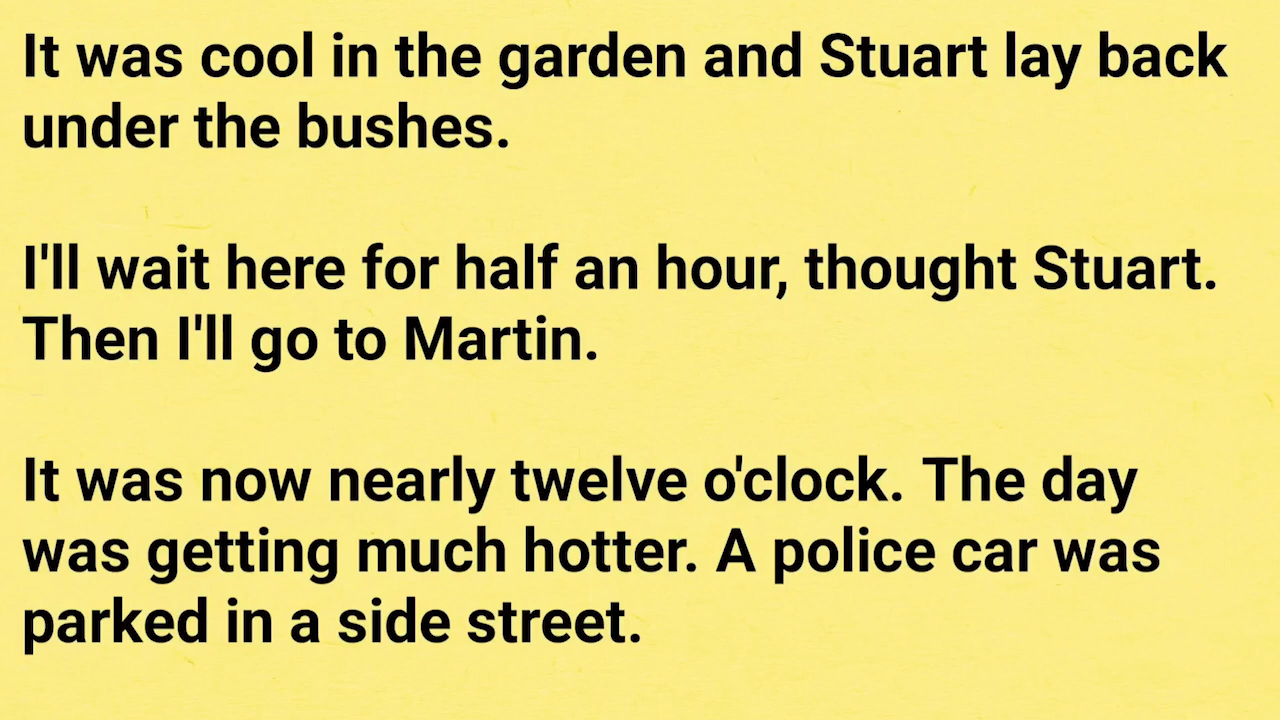 It was cool in the garden and Stuart lay back
under the bushes.
I'll wait here for half an hour, thought Stuart.
Then I'll go to Martin.
It was now nearly twelve o'clock. The day
was getting much hotter. A police car was
parked in a side street.